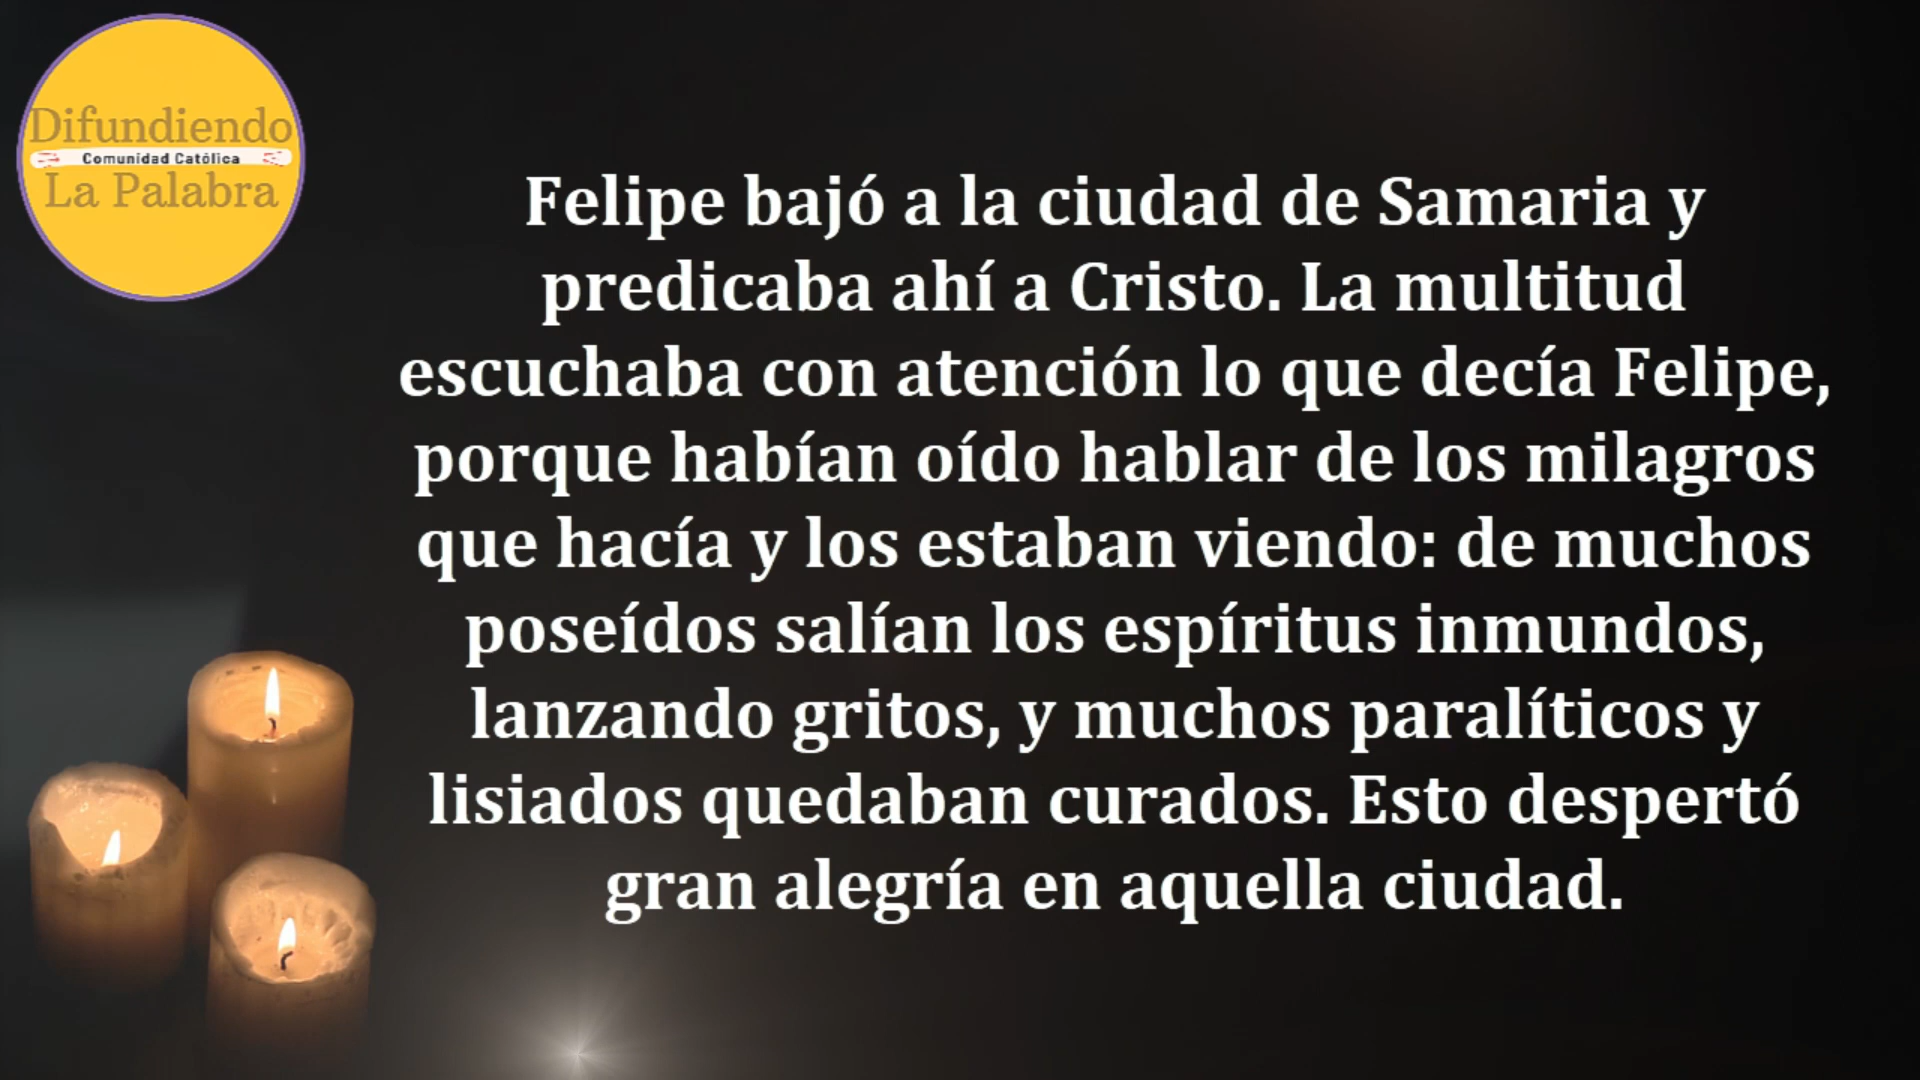 Difundiendo
Comunidad Católica
La Palabra
Felipe bajó a la ciudad de Samaria y
predicaba ahí a Cristo. La multitud
escuchaba con atención lo que decía Felipe,
porque habían oído hablar de los milagros
que hacía y los estaban viendo: de muchos
poseídos salían los espíritus inmundos,
lanzando gritos, y muchos paralíticos y
lisiados quedaban curados. Esto despertó
gran alegría en aquella ciudad.